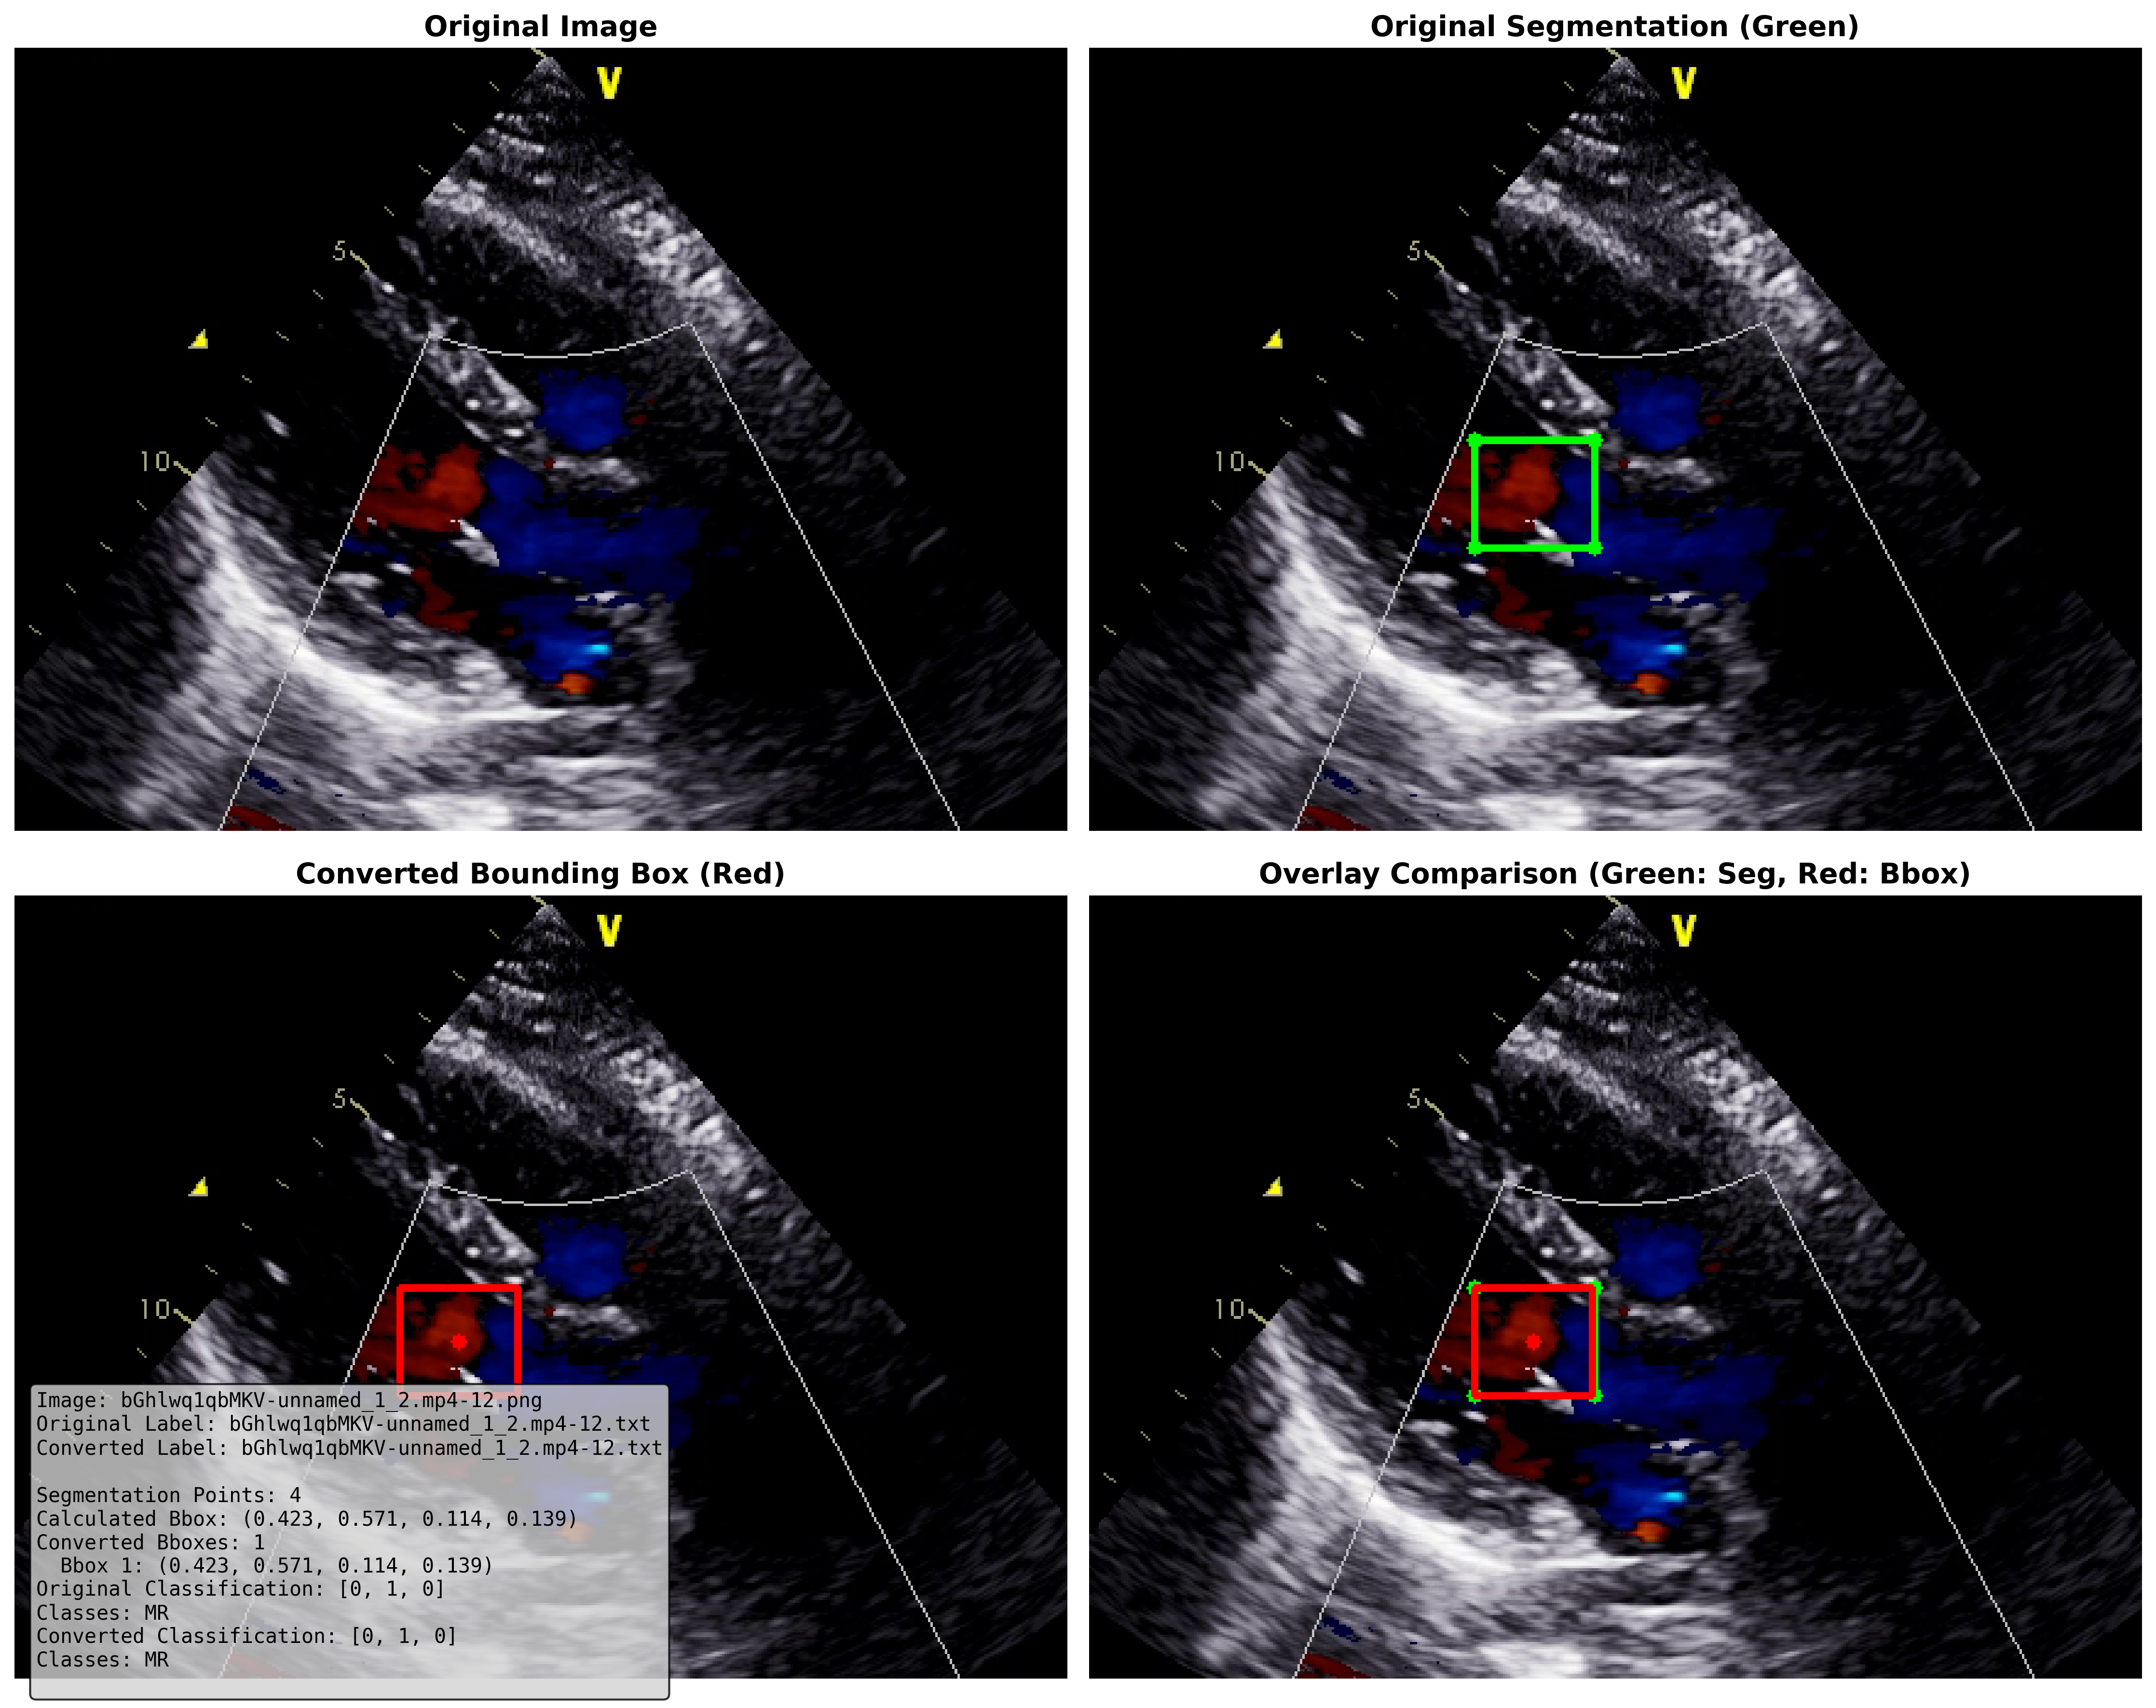 Original Image
Original Segmentation (Green)
V
5
10
V
5
10
Converted Bounding Box (Red)
Overlay Comparison (Green: Seg, Red: Bbox)
V
5
10
Image: bGhlwq1qbMKV-unnamed_1_2.mp4-12.png
Original Label: bGhlwq1qbMKV-unnamed_1_2.mp4-12.txt
Converted Label: bGhlwq1qbMKV-unnamed_1_2.mp4-12.txt
Segmentation Points: 4
Calculated Bbox: (0.423, 0.571, 0.114, 0.139)
Converted Bboxes: 1
Bbox 1: (0.423, 0.571, 0.114, 0.139)
Original Classification: [0, 1, 0]
Classes: MR
Converted Classification: [0, 1, 0]
Classes: MR
V
5
10